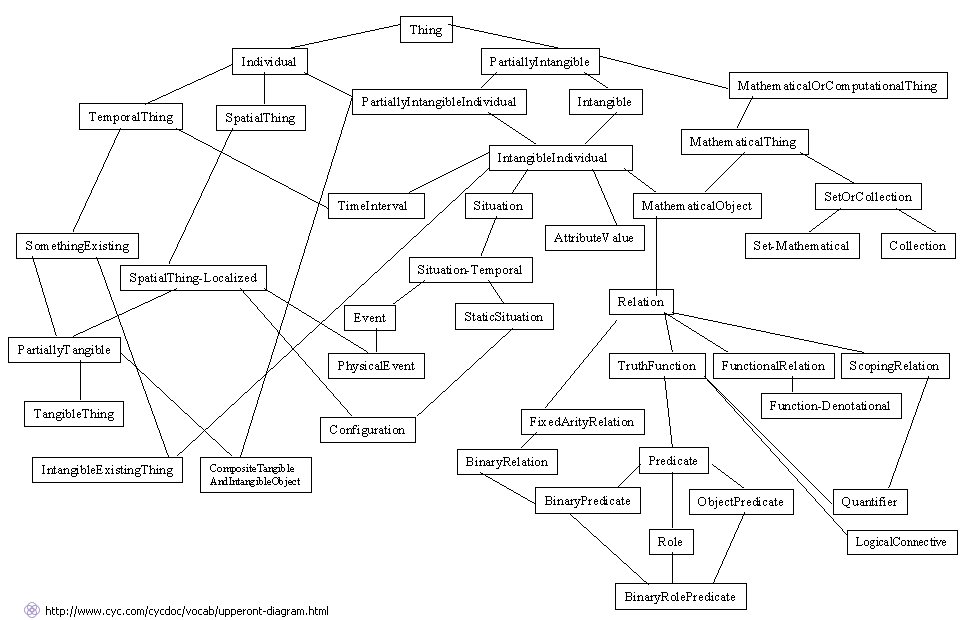 Thing
Individual
PartiallyIntangible
MathematicalOrComputationalThing
PartiallyIntangibleIndividual
Intangible
TemporalThing
SpatialThing
MathematicalThing
IntangibleIndividual
SetOrCollection
TimeInterval
Situation
MathematicalObject
AttributeValue
Set-Mathematical
Collection
SomethingExisting
SpatialThing-Localized
Situation-Temporal
Relation
Event
StaticSituation
PartiallyTangible
PhysicalEvent
TruthFunction
FunctionalRelation
ScopingRelation
TangibleThing
Function-Denotational
Configuration
FixedArityRelation
IntangibleExistingThing
CompositeTangible
AndIntangibleObject
BinaryRelation
Predicate
BinaryPredicate
ObjectPredicate
Quantifier
Role
LogicalConnective
BinaryRolePredicate
http://www.cyc.com/cycdoc/vocab/upperont-diagram.html